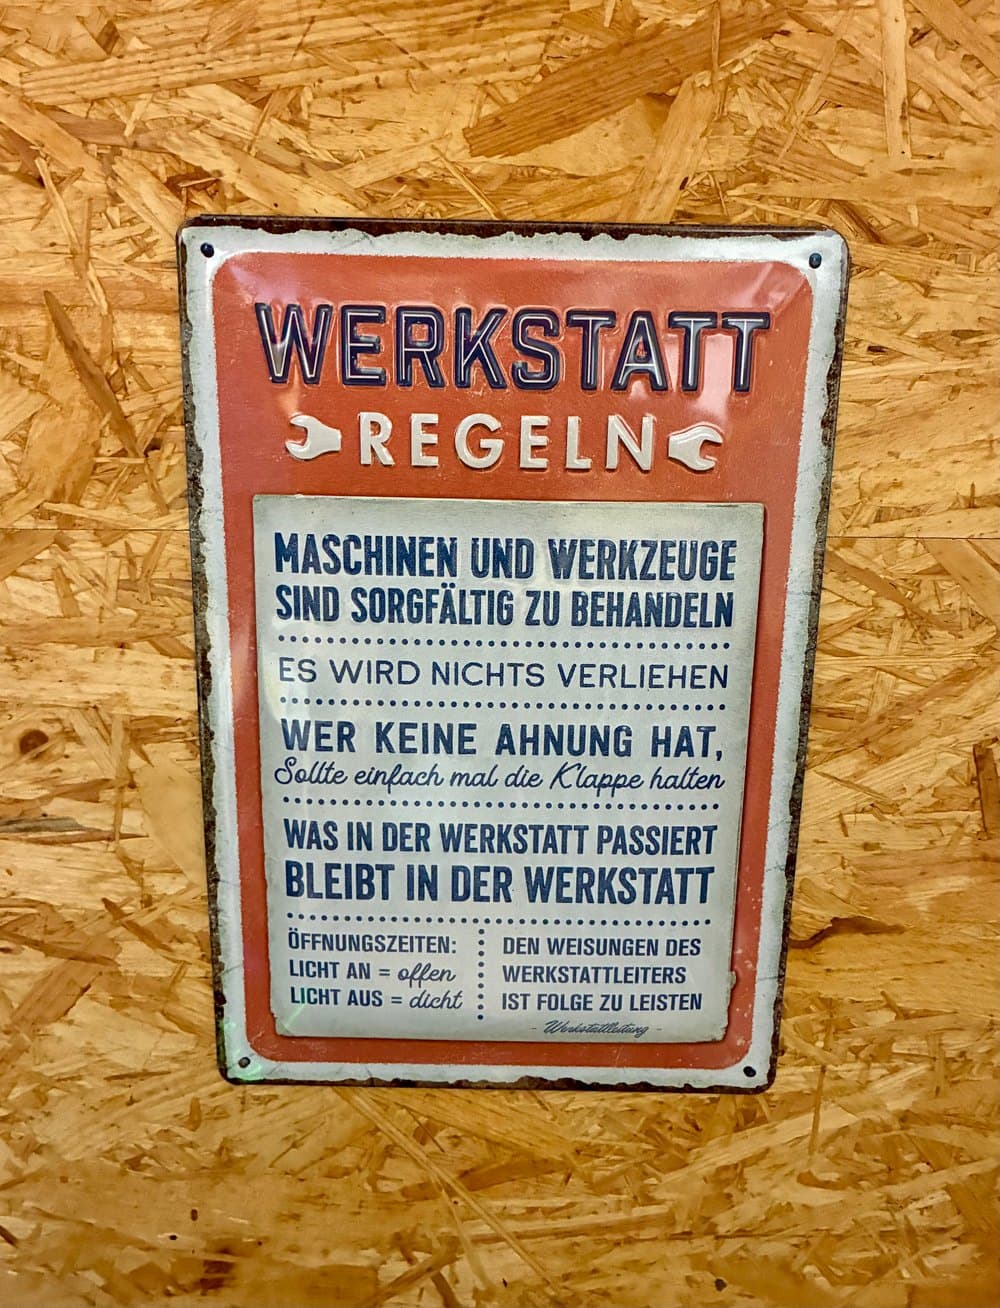 WERKSTATT
REGELN
MASCHINEN UND WERKZEUGE
SIND SORGFÄLTIG ZU BEHANDELN
ES WIRD NICHTS VERLIEHEN
WER KEINE AHNUNG HAT,
Sollte einfach mal die Klappe halten
WAS IN DER WERKSTATT PASSIERT
BLEIBT IN DER WERKSTATT
ÖFFNUNGSZEITEN:
LICHT AN = offen
LICHT AUS = dicht
DEN WEISUNGEN DES
WERKSTATTLEITERS
IST FOLGE ZU LEISTEN
- Werkstattleitung -